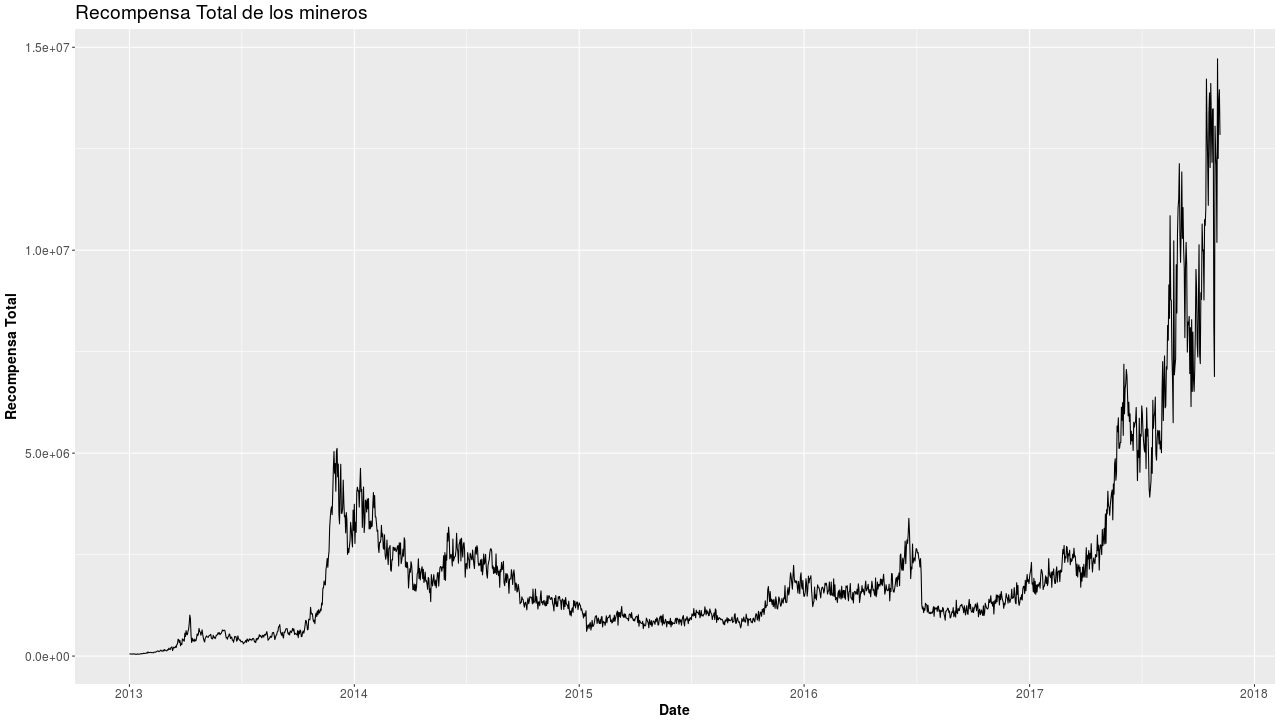 Recompensa Total de los mineros
1.5e+07
1.0e+07
5.0e+06
0.0e+00
Recompensa Total
2013 2014 2015 2016 2017 2018
Date